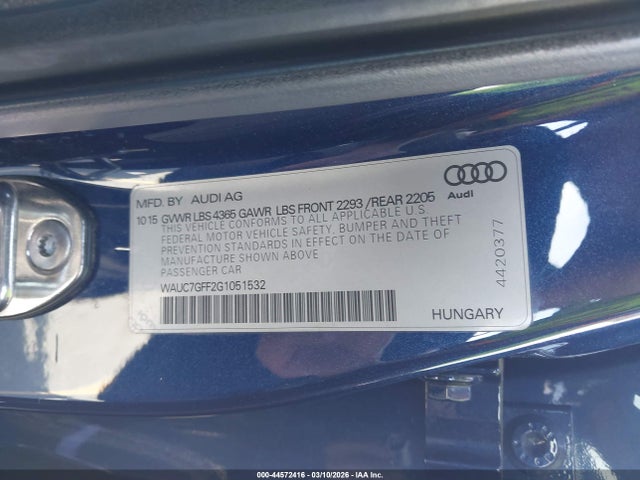 MFD. BY AUDI AG
10 15 GVWR LBS 4365 GAWR LBS FRONT 2293 /REAR 2205
THIS VEHICLE CONFORMS TO ALL APPLICABLE U.S.
FEDERAL MOTOR VEHICLE SAFETY, BUMPER AND THEFT
PREVENTION STANDARDS IN EFFECT ON THE DATE OF
MANUFACTURE SHOWN ABOVE
PASSENGER CAR
WAUC7GFF2G1051532
HUNGARY
Audi
4420377
000-44572416 - 03/10/2026 - IAA Inc.